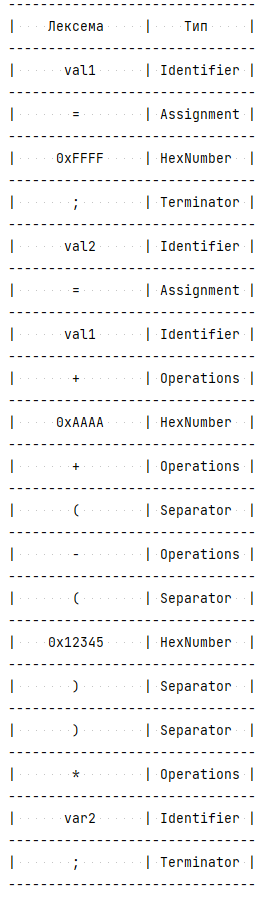 --------------------------------
| Лексема | Тип |
--------------------------------
| val1 | Identifier |
--------------------------------
| = | Assignment |
--------------------------------
| 0xFFFF | HexNumber |
--------------------------------
| ; | Terminator |
--------------------------------
| val2 | Identifier |
--------------------------------
| = | Assignment |
--------------------------------
| val1 | Identifier |
--------------------------------
| + | Operations |
--------------------------------
| 0xAAAA | HexNumber |
--------------------------------
| + | Operations |
--------------------------------
| ( | Separator |
--------------------------------
| - | Operations |
--------------------------------
| ( | Separator |
--------------------------------
| 0x12345 | HexNumber |
--------------------------------
| ) | Separator |
--------------------------------
| ) | Separator |
--------------------------------
| * | Operations |
--------------------------------
| var2 | Identifier |
--------------------------------
| ; | Terminator |
--------------------------------